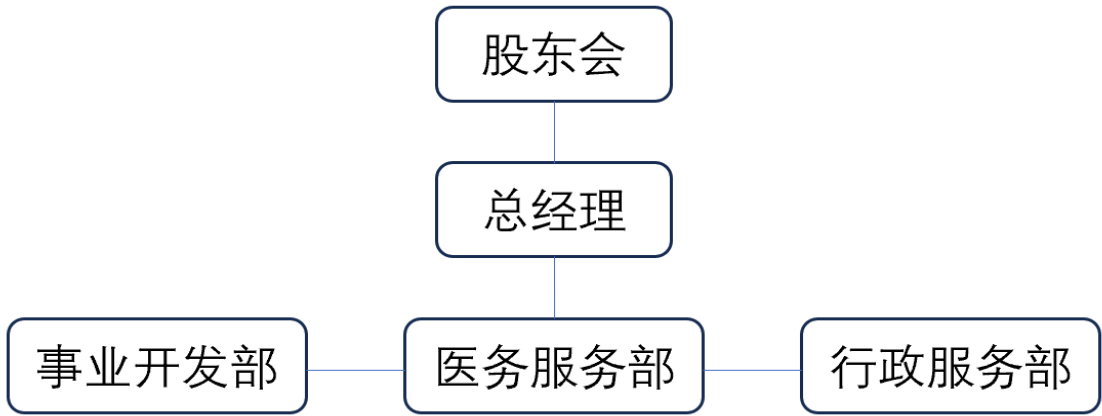 股东会
总经理
事业开发部
医务服务部
行政服务部